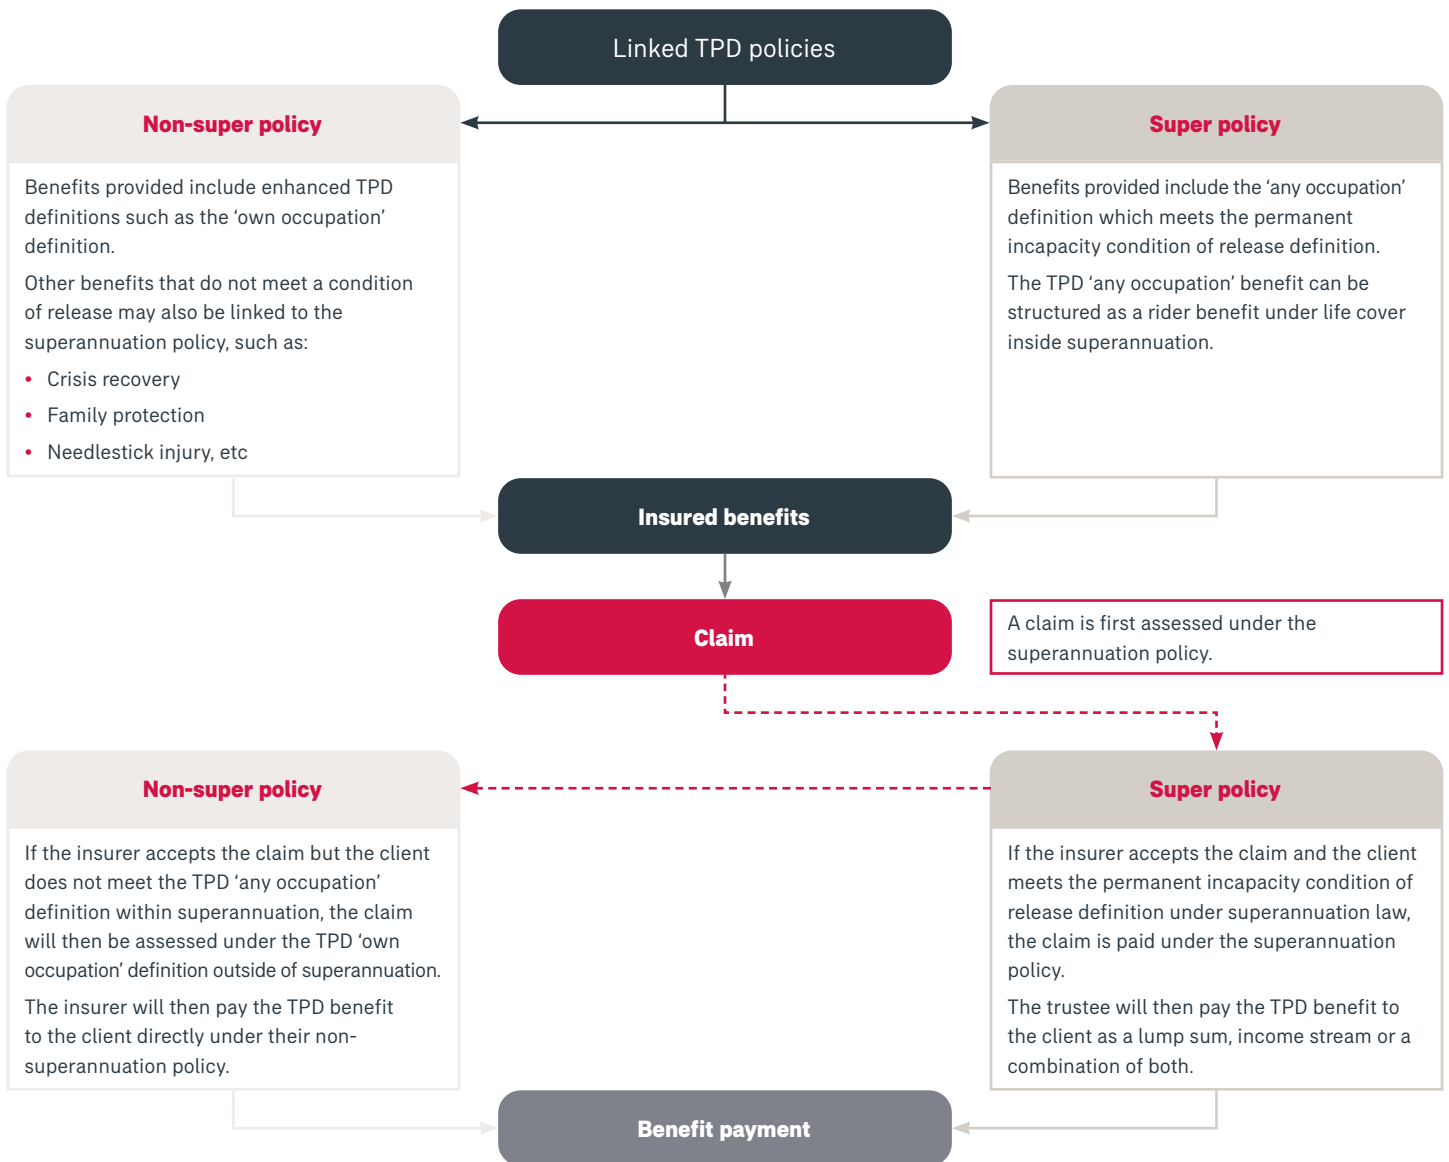 Linked TPD policies
Non-super policy
Benefits provided include enhanced TPD
definitions such as the ‘own occupation’
definition.
Other benefits that do not meet a condition
of release may also be linked to the
superannuation policy, such as:
• Crisis recovery
• Family protection
• Needlestick injury, etc
Super policy
Benefits provided include the ‘any occupation’
definition which meets the permanent
incapacity condition of release definition.
The TPD ‘any occupation’ benefit can be
structured as a rider benefit under life cover
inside superannuation.
Insured benefits
Claim
A claim is first assessed under the
superannuation policy.
Non-super policy
If the insurer accepts the claim but the client
does not meet the TPD ‘any occupation’
definition within superannuation, the claim
will then be assessed under the TPD ‘own
occupation’ definition outside of superannuation.
The insurer will then pay the TPD benefit
to the client directly under their non-
superannuation policy.
Super policy
If the insurer accepts the claim and the client
meets the permanent incapacity condition of
release definition under superannuation law,
the claim is paid under the superannuation
policy.
The trustee will then pay the TPD benefit to
the client as a lump sum, income stream or a
combination of both.
Benefit payment